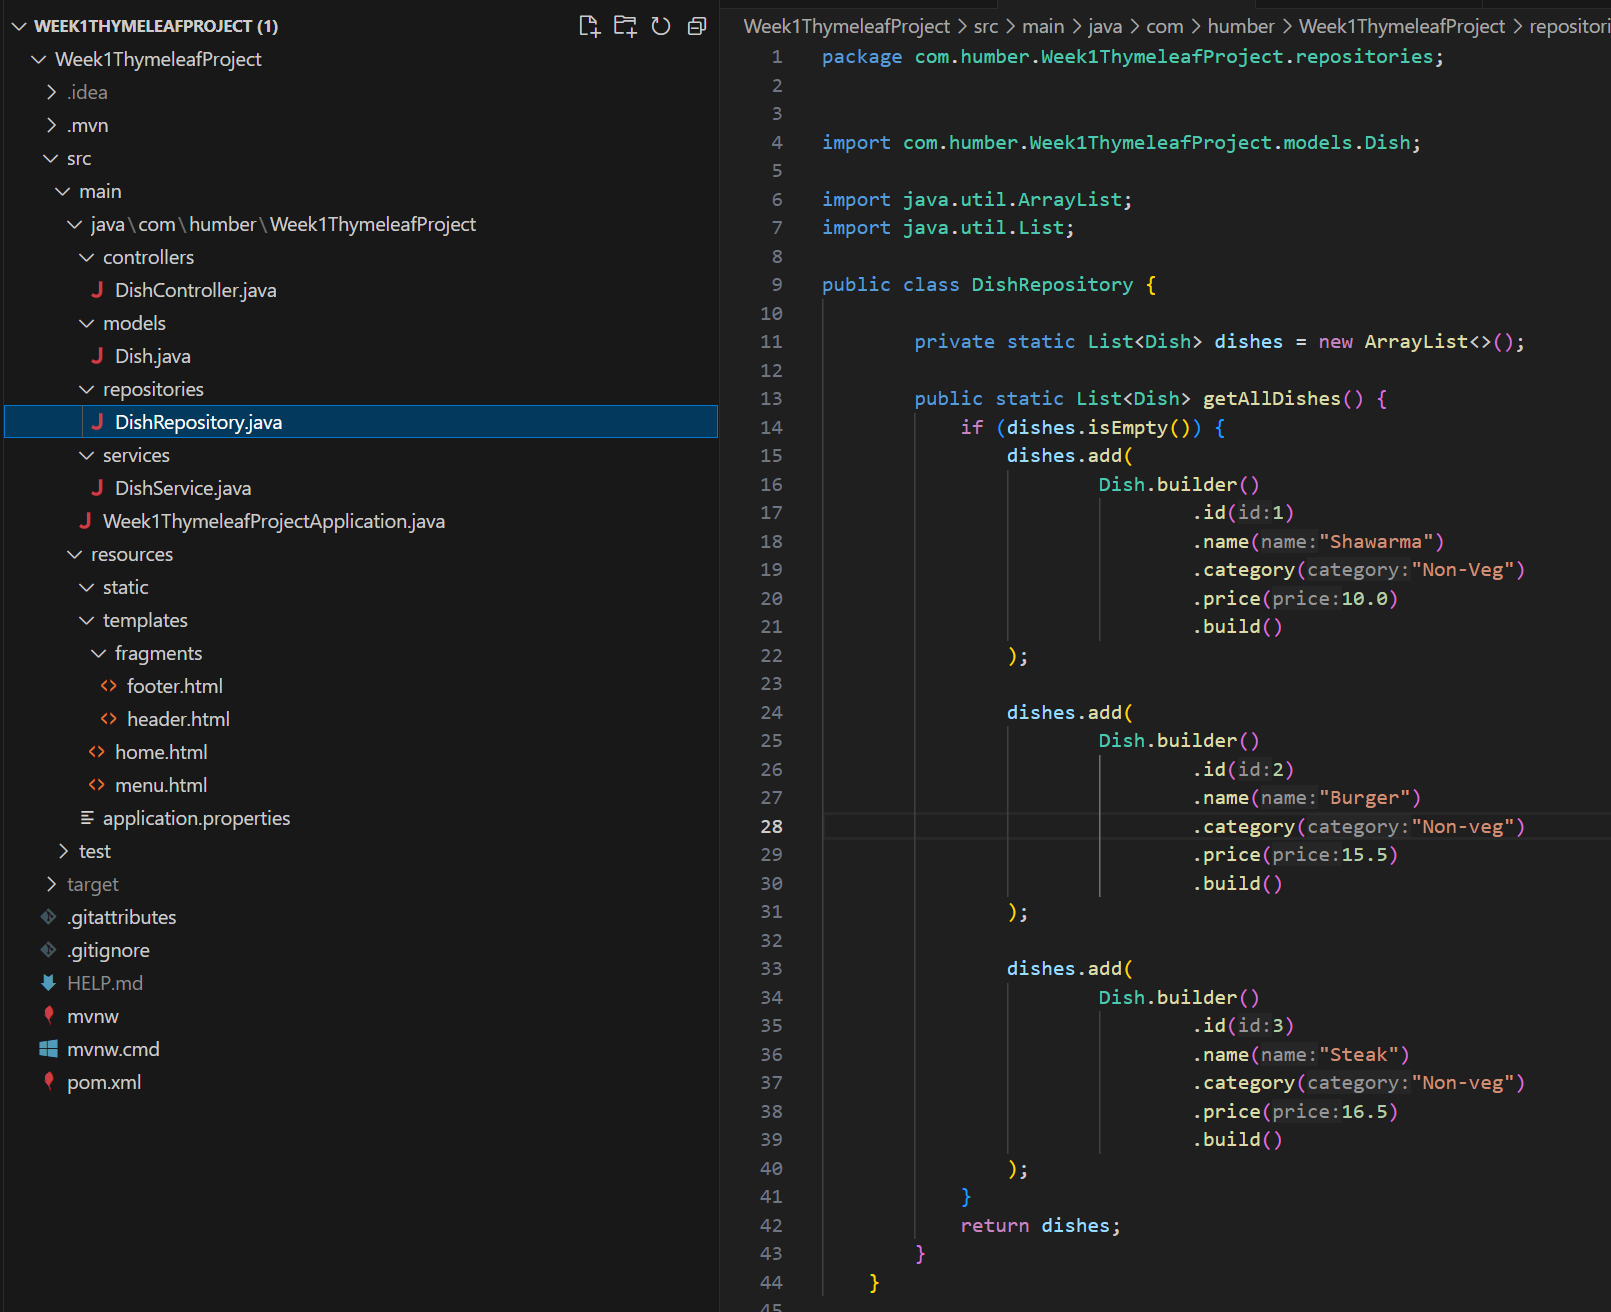 WEEK1THYMELEAFPROJECT (1)
Week1ThymeleafProject
.idea
.mvn
src
main
java\com\humber\Week1ThymeleafProject
controllers
DishController.java
models
Dish.java
repositories
DishRepository.java
services
DishService.java
Week1ThymeleafProjectApplication.java
resources
static
templates
fragments
footer.html
header.html
home.html
menu.html
application.properties
test
target
.gitattributes
.gitignore
HELP.md
mvnw
mvnw.cmd
pom.xml
Week1ThymeleafProject > src > main > java > com > humber > Week1ThymeleafProject > repositori
1 package com.humber.Week1ThymeleafProject.repositories;
2
3
4 import com.humber.Week1ThymeleafProject.models.Dish;
5
6 import java.util.ArrayList;
7 import java.util.List;
8
9 public class DishRepository {
10
11 private static List<Dish> dishes = new ArrayList<>();
12
13 public static List<Dish> getAllDishes() {
14 if (dishes.isEmpty()) {
15 dishes.add(
16 Dish.builder()
17 .id(id:1)
18 .name(name:"Shawarma")
19 .category(category:"Non-Veg")
20 .price(price:10.0)
21 .build()
22 );
23
24 dishes.add(
25 Dish.builder()
26 .id(id:2)
27 .name(name:"Burger")
28 .category(category:"Non-veg")
29 .price(price:15.5)
30 .build()
31 );
32
33 dishes.add(
34 Dish.builder()
35 .id(id:3)
36 .name(name:"Steak")
37 .category(category:"Non-veg")
38 .price(price:16.5)
39 .build()
40 );
41 }
42 return dishes;
43 }
44 }
45